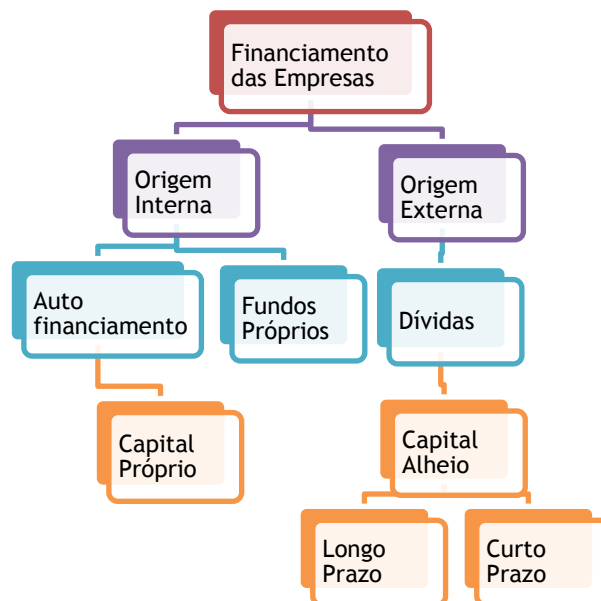 Financiamento
das Empresas
Origem
Interna
Origem
Externa
Auto
financiamento
Fundos
Próprios
Dívidas
Capital
Próprio
Capital
Alheio
Longo
Prazo
Curto
Prazo